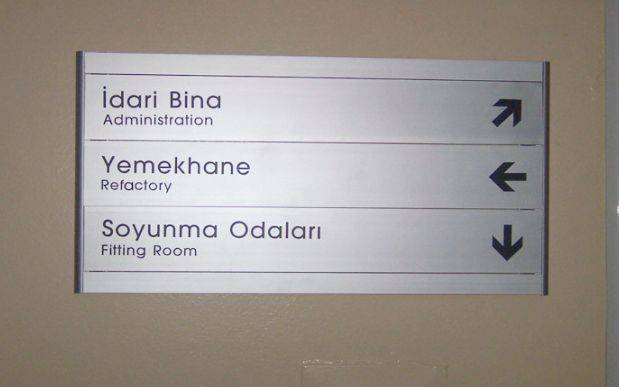 İdari Bina
Administration
Yemekhane
Refactory
Soyunma Odaları
Fitting Room